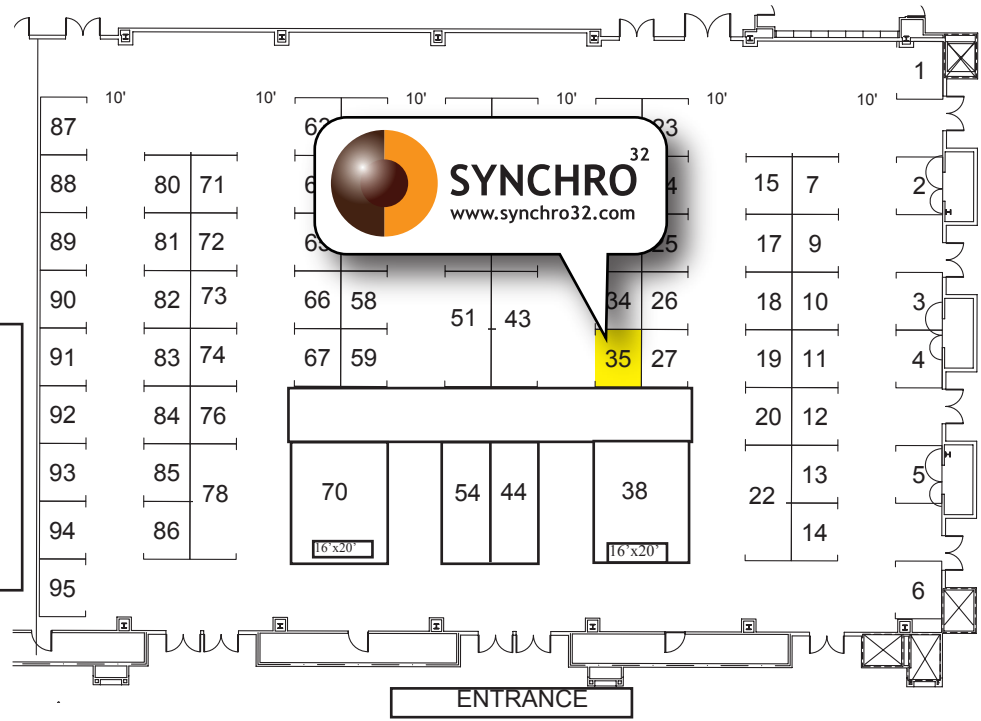 1
10' 10' 10' 10' 10' 10'
87
88 80 71 15 7 2
SYNCHRO 32
www.synchro32.com
89 81 72 17 9
90 82 73 66 58 51 43 34 26 18 10 3
91 83 74 67 59 35 27 19 11 4
92 84 76 20 12
93 85 78 70 54 44 38 22 13 5
94 86 16'x20' 16'x20' 14
95 6
ENTRANCE